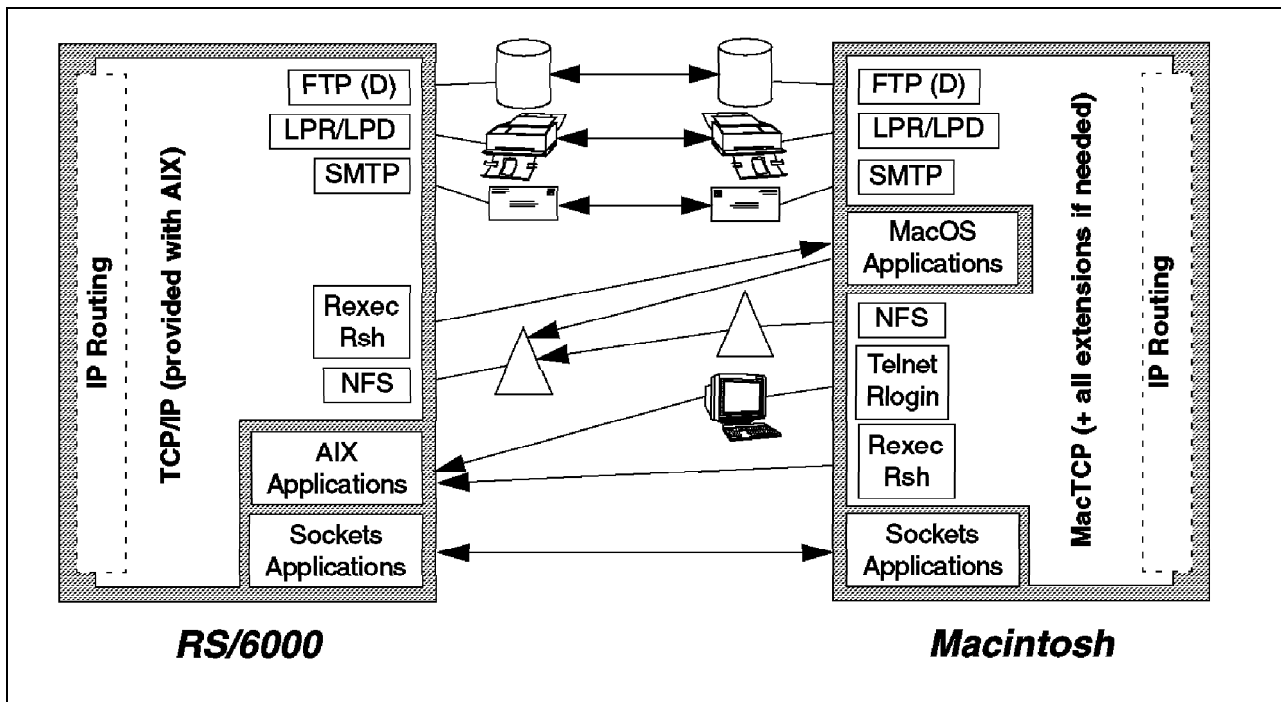 IP Routing
TCP/IP (provided with AIX)
FTP (D)
LPR/LPD
SMTP
Rexec
Rsh
NFS
AIX
Applications
Sockets
Applications
FTP (D)
LPR/LPD
SMTP
MacOS
Applications
NFS
Telnet
Rlogin
Rexec
Rsh
Sockets
Applications
MacTCP (+ all extensions if needed)
IP Routing
RS/6000
Macintosh